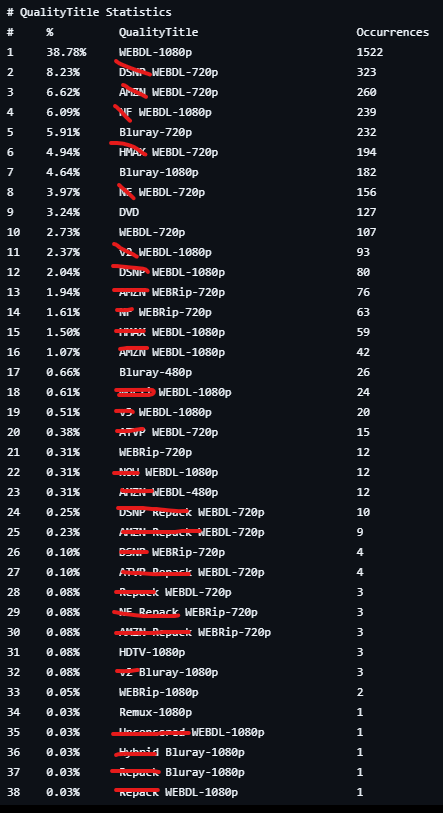 # QualityTitle Statistics
# % QualityTitle Occurrences
1 38.78% WEBDL-1080p 1522
2 8.23% DSNP WEBDL-720p 323
3 6.62% AMZN WEBDL-720p 260
4 6.09% NF WEBDL-1080p 239
5 5.91% Bluray-720p 232
6 4.94% HMAX WEBDL-720p 194
7 4.64% Bluray-1080p 182
8 3.97% NF WEBDL-720p 156
9 3.24% DVD 127
10 2.73% WEBDL-720p 107
11 2.37% V2 WEBDL-1080p 93
12 2.04% DSNP WEBDL-1080p 80
13 1.94% AMZN WEBRip-720p 76
14 1.61% NF WEBRip-720p 63
15 1.50% HMAX WEBDL-1080p 59
16 1.07% AMZN WEBDL-1080p 42
17 0.66% Bluray-480p 26
18 0.61% WEBDL-1080p 24
19 0.51% V3 WEBDL-1080p 20
20 0.38% ATVP WEBDL-720p 15
21 0.31% WEBRip-720p 12
22 0.31% NOW WEBDL-1080p 12
23 0.31% AMZN WEBDL-480p 12
24 0.25% DSNP Repack WEBDL-720p 10
25 0.23% AMZN Repack WEBDL-720p 9
26 0.10% DSNP WEBRip-720p 4
27 0.10% ATVP Repack WEBDL-720p 4
28 0.08% Repack WEBDL-720p 3
29 0.08% NF Repack WEBRip-720p 3
30 0.08% AMZN Repack WEBRip-720p 3
31 0.08% HDTV-1080p 3
32 0.08% V2 Bluray-1080p 3
33 0.05% WEBRip-1080p 2
34 0.03% Remux-1080p 1
35 0.03% Uncensored WEBDL-1080p 1
36 0.03% Hybrid Bluray-1080p 1
37 0.03% Repack Bluray-1080p 1
38 0.03% Repack WEBDL-1080p 1